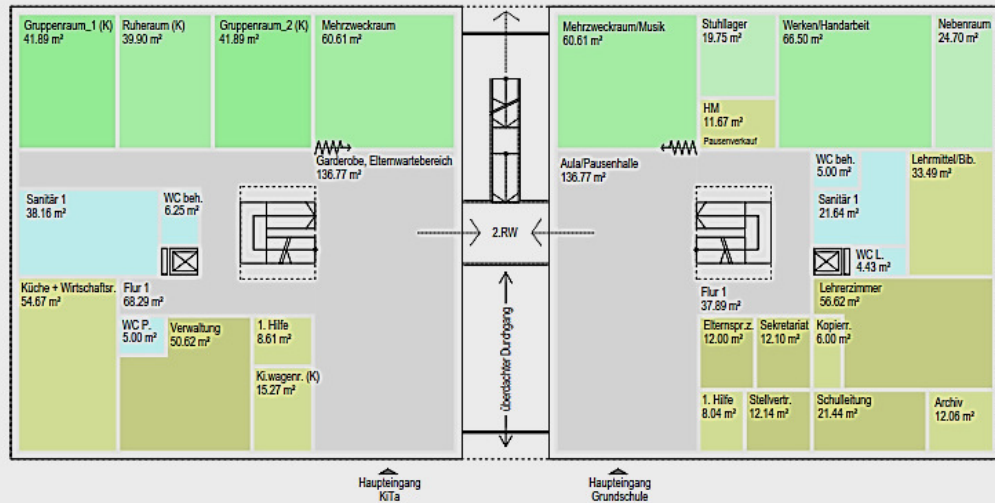 Gruppenraum_1 (K)
41.89 m²
Ruheraum (K)
39.90 m²
Gruppenraum_2 (K)
41.89 m²
Mehrzweckraum
60.61 m²
Garderobe, Elternwartebereich
136.77 m²
Sanitär 1
38.16 m²
WC beh.
6.25 m²
Küche + Wirtschaftsr.
54.67 m²
Flur 1
68.29 m²
WC P.
5.00 m²
Verwaltung
50.62 m²
1. Hilfe
8.61 m²
Ki.wagenr. (K)
15.27 m²
2.RW
überdachter Durchgang
Mehrzweckraum/Musik
60.61 m²
Stuhllager
19.75 m²
Werken/Handarbeit
66.50 m²
Nebenraum
24.70 m²
HM
11.67 m²
Pausenverkauf
Aula/Pausenhalle
136.77 m²
WC beh.
5.00 m²
Lehrmittel/Bib.
33.49 m²
Sanitär 1
21.64 m²
WC L.
4.43 m²
Lehrerzimmer
56.62 m²
Flur 1
37.89 m²
Elternspr.z.
12.00 m²
Sekretariat
12.10 m²
Kopierr.
6.00 m²
1. Hilfe
8.04 m²
Stellvertr.
12.14 m²
Schulleitung
21.44 m²
Archiv
12.06 m²
Haupteingang
KiTa
Haupteingang
Grundschule